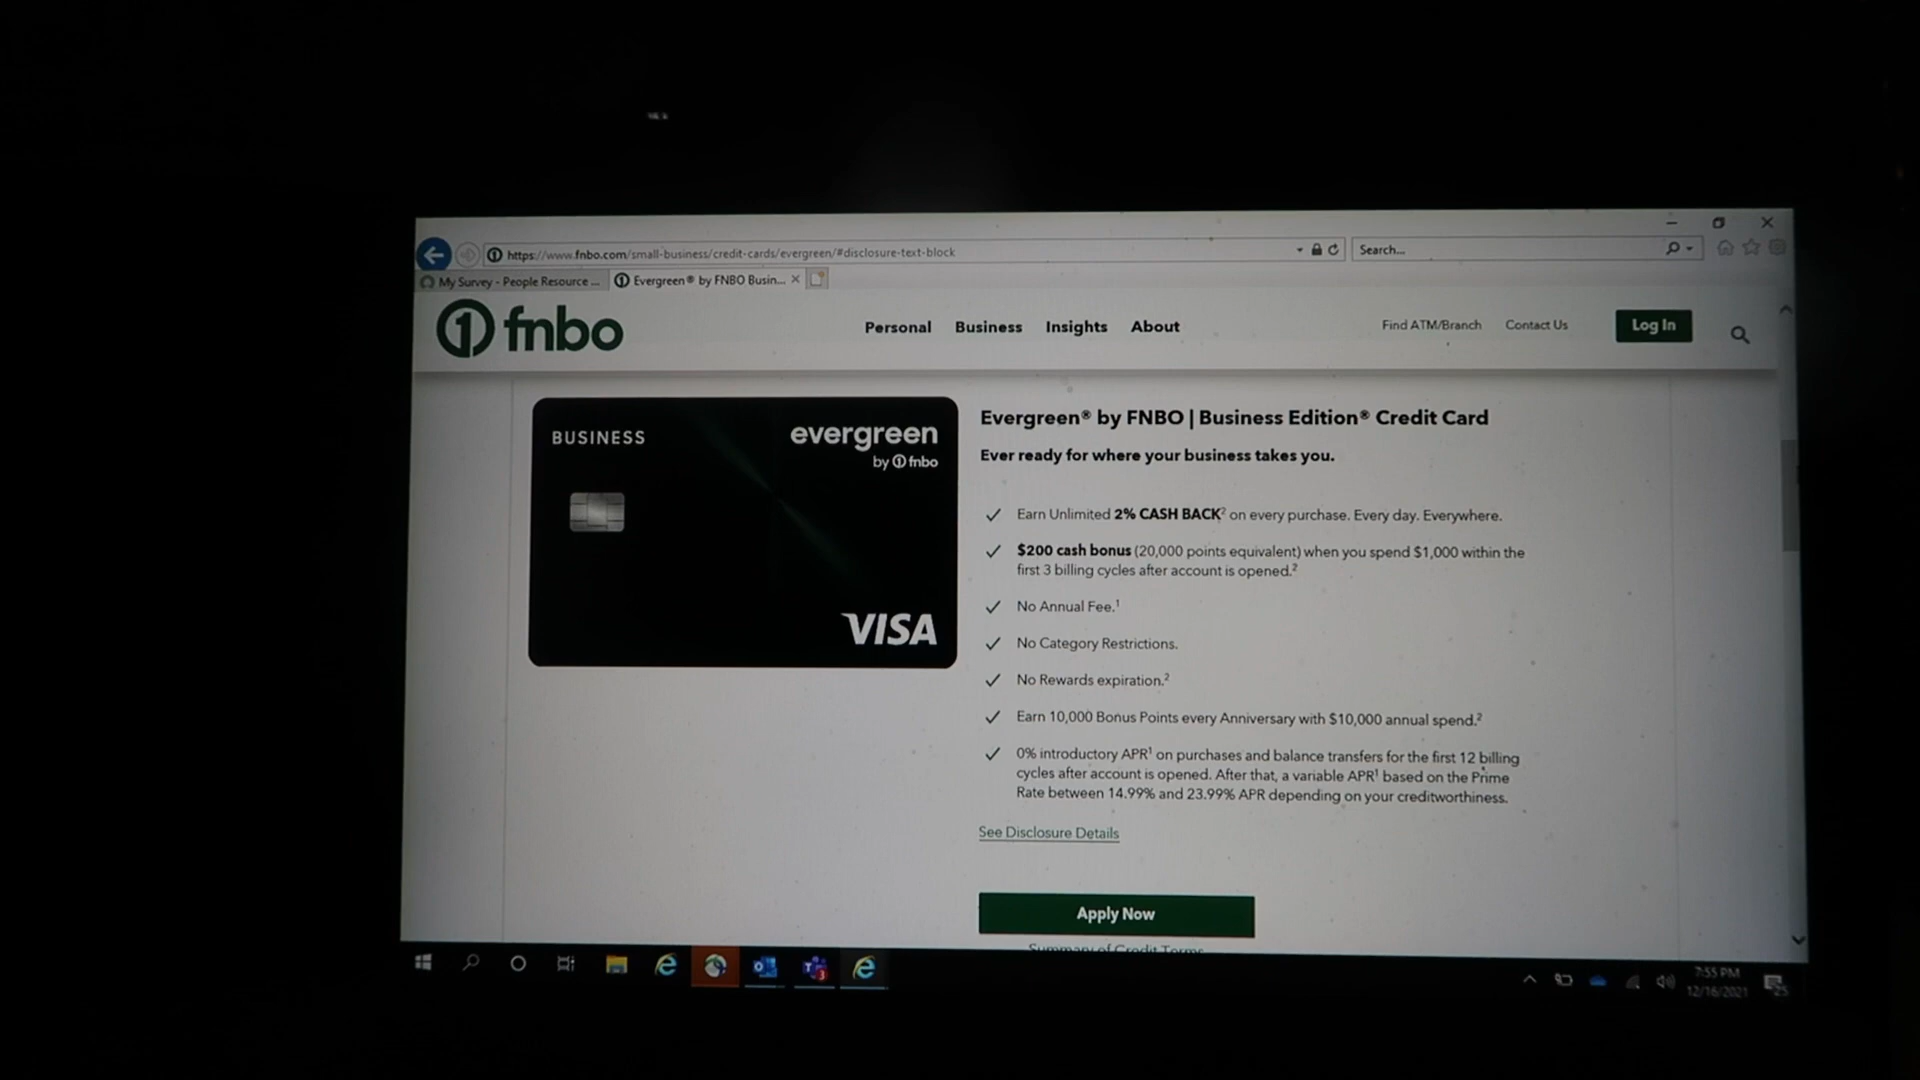 https://www.fnbo.com/small-business/credit-cards/evergreen/#disclosure-text-block
Search...
My Survey - People Resource ...
Evergreen® by FNBO Busin...
fnbo
Personal Business Insights About
Find ATM/Branch Contact Us Log In
BUSINESS
evergreen
by fnbo
VISA
Evergreen® by FNBO | Business Edition® Credit Card
Ever ready for where your business takes you.
Earn Unlimited 2% CASH BACK² on every purchase. Every day. Everywhere.
$200 cash bonus (20,000 points equivalent) when you spend $1,000 within the
first 3 billing cycles after account is opened.²
No Annual Fee.¹
No Category Restrictions.
No Rewards expiration.²
Earn 10,000 Bonus Points every Anniversary with $10,000 annual spend.²
0% introductory APR¹ on purchases and balance transfers for the first 12 billing
cycles after account is opened. After that, a variable APR¹ based on the Prime
Rate between 14.99% and 23.99% APR depending on your creditworthiness.
See Disclosure Details
Apply Now
Summary of Credit Terms
7:55 PM
12/16/2021